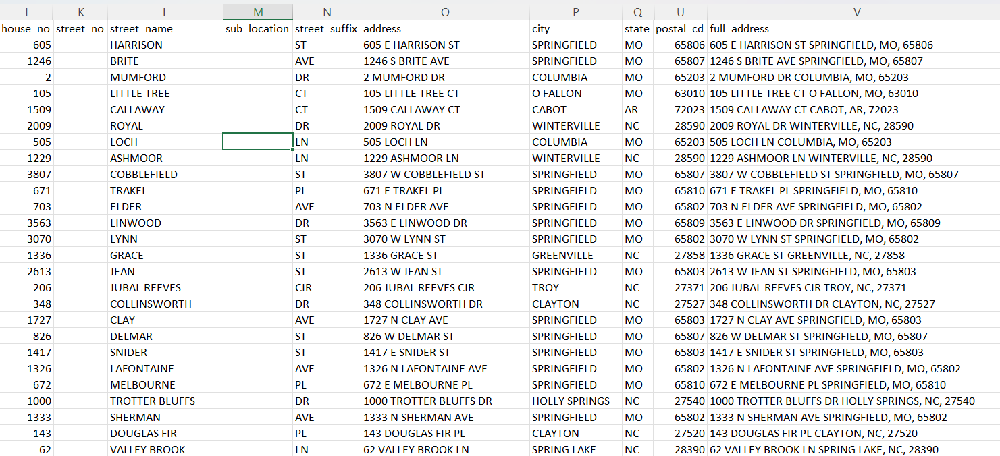 I K L M N O P Q U V
house_no street_no street_name sub_location street_suffix address city state postal_cd full_address
605 HARRISON ST 605 E HARRISON ST SPRINGFIELD MO 65806 605 E HARRISON ST SPRINGFIELD, MO, 65806
1246 BRITE AVE 1246 S BRITE AVE SPRINGFIELD MO 65807 1246 S BRITE AVE SPRINGFIELD, MO, 65807
2 MUMFORD DR 2 MUMFORD DR COLUMBIA MO 65203 2 MUMFORD DR COLUMBIA, MO, 65203
105 LITTLE TREE CT 105 LITTLE TREE CT O FALLON MO 63010 105 LITTLE TREE CT O FALLON, MO, 63010
1509 CALLAWAY CT 1509 CALLAWAY CT CABOT AR 72023 1509 CALLAWAY CT CABOT, AR, 72023
2009 ROYAL DR 2009 ROYAL DR WINTERVILLE NC 28590 2009 ROYAL DR WINTERVILLE, NC, 28590
505 LOCH LN 505 LOCH LN COLUMBIA MO 65203 505 LOCH LN COLUMBIA, MO, 65203
1229 ASHMOOR LN 1229 ASHMOOR LN WINTERVILLE NC 28590 1229 ASHMOOR LN WINTERVILLE, NC, 28590
3807 COBBLEFIELD ST 3807 W COBBLEFIELD ST SPRINGFIELD MO 65807 3807 W COBBLEFIELD ST SPRINGFIELD, MO, 65807
671 TRAKEL PL 671 E TRAKEL PL SPRINGFIELD MO 65810 671 E TRAKEL PL SPRINGFIELD, MO, 65810
703 ELDER AVE 703 N ELDER AVE SPRINGFIELD MO 65802 703 N ELDER AVE SPRINGFIELD, MO, 65802
3563 LINWOOD DR 3563 E LINWOOD DR SPRINGFIELD MO 65809 3563 E LINWOOD DR SPRINGFIELD, MO, 65809
3070 LYNN ST 3070 W LYNN ST SPRINGFIELD MO 65802 3070 W LYNN ST SPRINGFIELD, MO, 65802
1336 GRACE ST 1336 GRACE ST GREENVILLE NC 27858 1336 GRACE ST GREENVILLE, NC, 27858
2613 JEAN ST 2613 W JEAN ST SPRINGFIELD MO 65803 2613 W JEAN ST SPRINGFIELD, MO, 65803
206 JUBAL REEVES CIR 206 JUBAL REEVES CIR TROY NC 27371 206 JUBAL REEVES CIR TROY, NC, 27371
348 COLLINSWORTH DR 348 COLLINSWORTH DR CLAYTON NC 27527 348 COLLINSWORTH DR CLAYTON, NC, 27527
1727 CLAY AVE 1727 N CLAY AVE SPRINGFIELD MO 65803 1727 N CLAY AVE SPRINGFIELD, MO, 65803
826 DELMAR ST 826 W DELMAR ST SPRINGFIELD MO 65807 826 W DELMAR ST SPRINGFIELD, MO, 65807
1417 SNIDER ST 1417 E SNIDER ST SPRINGFIELD MO 65803 1417 E SNIDER ST SPRINGFIELD, MO, 65803
1326 LAFONTAINE AVE 1326 N LAFONTAINE AVE SPRINGFIELD MO 65802 1326 N LAFONTAINE AVE SPRINGFIELD, MO, 65802
672 MELBOURNE PL 672 E MELBOURNE PL SPRINGFIELD MO 65810 672 E MELBOURNE PL SPRINGFIELD, MO, 65810
1000 TROTTER BLUFFS DR 1000 TROTTER BLUFFS DR HOLLY SPRINGS NC 27540 1000 TROTTER BLUFFS DR HOLLY SPRINGS, NC, 27540
1333 SHERMAN AVE 1333 N SHERMAN AVE SPRINGFIELD MO 65802 1333 N SHERMAN AVE SPRINGFIELD, MO, 65802
143 DOUGLAS FIR PL 143 DOUGLAS FIR PL CLAYTON NC 27520 143 DOUGLAS FIR PL CLAYTON, NC, 27520
62 VALLEY BROOK LN 62 VALLEY BROOK LN SPRING LAKE NC 28390 62 VALLEY BROOK LN SPRING LAKE, NC, 28390